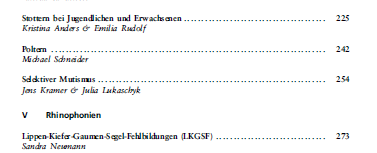 Stottern bei Jugendlichen und Erwachsenen ........................................ 225
Kristina Anders & Emilia Rudolf
Poltern ........................................ 242
Michael Schneider
Selektiver Mutismus ........................................ 254
Jens Kramer & Julia Lukaschyk
V Rhinophonien
Lippen-Kiefer-Gaumen-Segel-Fehlbildungen (LKGSF) ........................................ 273
Sandra Neumann